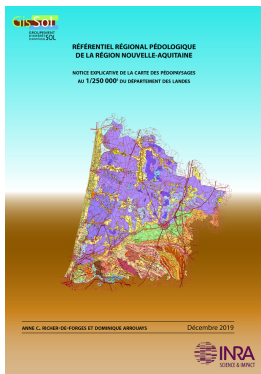 GisSol
GROUPEMENT
D'INTÉRÊT
SCIENTIFIQUE SOL
RÉFÉRENTIEL RÉGIONAL PÉDOLOGIQUE
DE LA RÉGION NOUVELLE-AQUITAINE
NOTICE EXPLICATIVE DE LA CARTE DES PÉDOPAYSAGES
AU 1/250 000e DU DÉPARTEMENT DES LANDES
ANNE C. RICHER-DE-FORGES ET DOMINIQUE ARROUAYS
Décembre 2019
INRA
SCIENCE & IMPACT